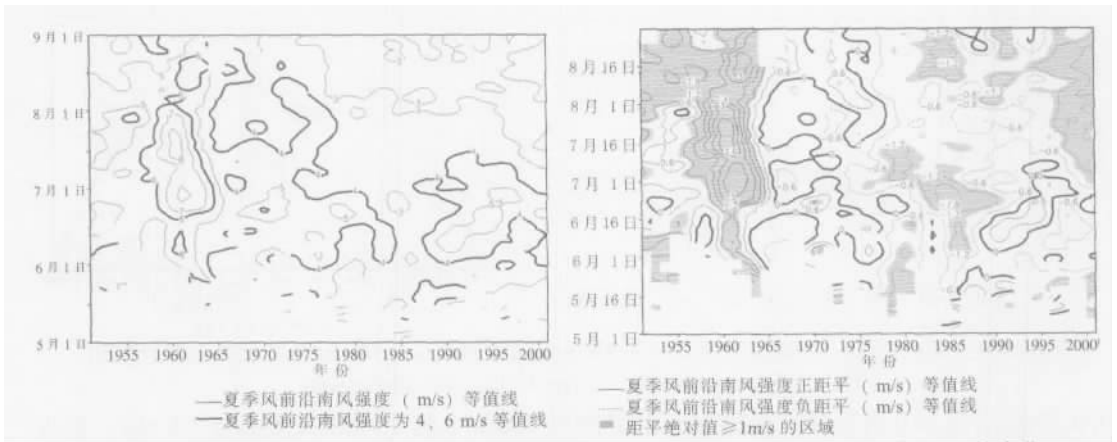 9月1日
8月1日
7月1日
6月1日
5月1日
1955 1960 1965 1970 1975 1980 1985 1990 1995 2000
年份
夏季风前沿南风强度 (m/s) 等值线
夏季风前沿南风强度为 4, 6 m/s 等值线
8月16日
8月1日
7月16日
7月1日
6月16日
6月1日
5月16日
5月1日
1955 1960 1965 1970 1975 1980 1985 1990 1995 2000
年份
夏季风前沿南风强度正距平 (m/s) 等值线
夏季风前沿南风强度负距平 (m/s) 等值线
距平绝对值≥1m/s的区域